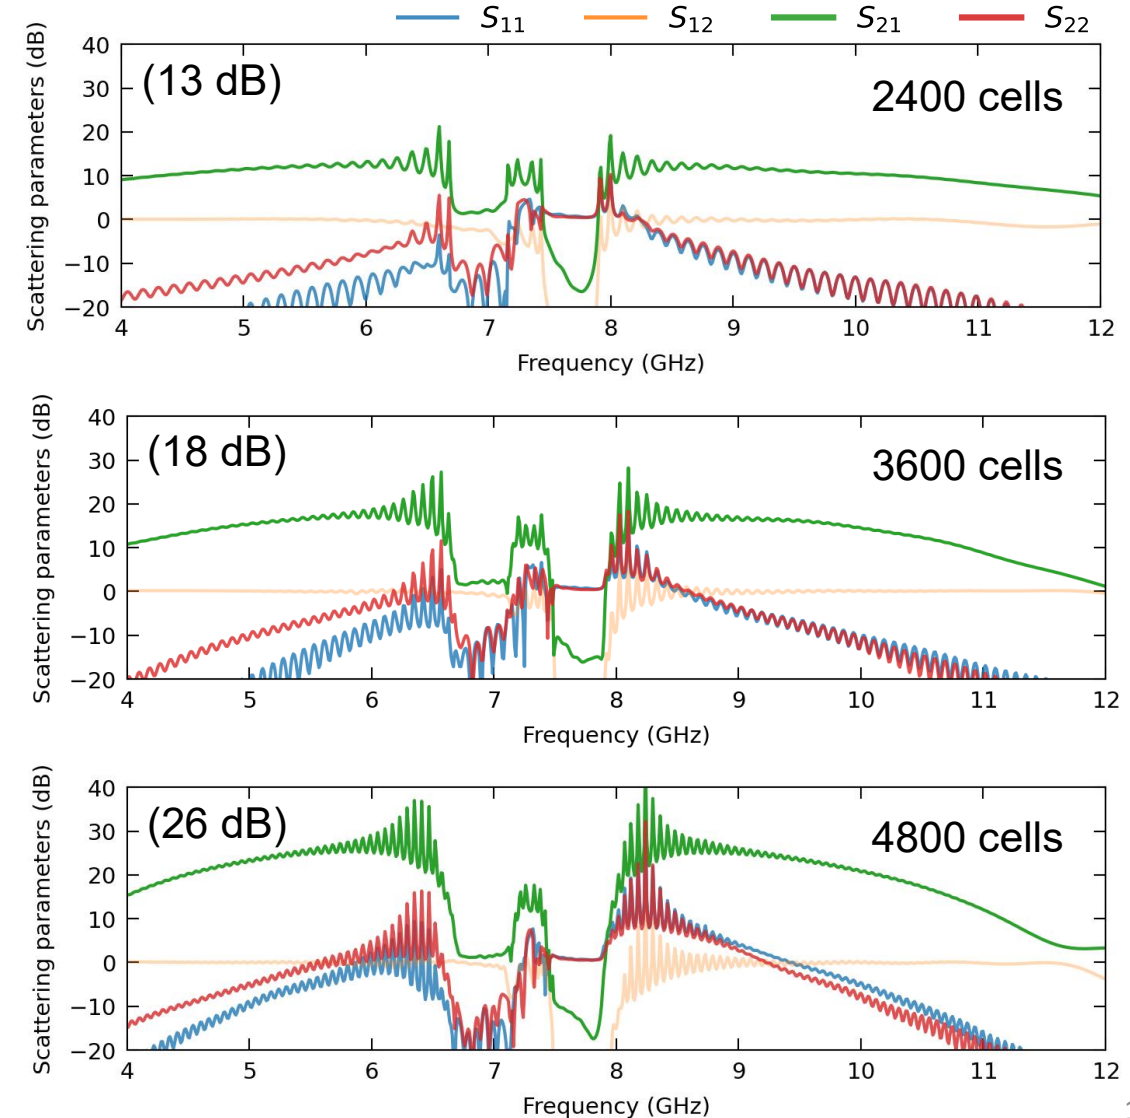 S11 S12 S21 S22
Scattering parameters (dB)
40
30
20
10
0
−10
−20
(13 dB)
2400 cells
4 5 6 7 8 9 10 11 12
Frequency (GHz)
Scattering parameters (dB)
40
30
20
10
0
−10
−20
(18 dB)
3600 cells
4 5 6 7 8 9 10 11 12
Frequency (GHz)
Scattering parameters (dB)
40
30
20
10
0
−10
−20
(26 dB)
4800 cells
4 5 6 7 8 9 10 11 12
Frequency (GHz)